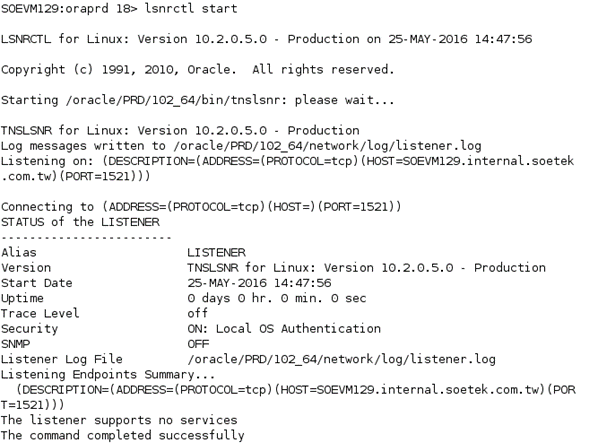 SOEVM129:oraprd 18> lsnrctl start
LSNRCTL for Linux: Version 10.2.0.5.0 - Production on 25-MAY-2016 14:47:56
Copyright (c) 1991, 2010, Oracle.  All rights reserved.
Starting /oracle/PRD/102_64/bin/tnslsnr: please wait...
TNSLSNR for Linux: Version 10.2.0.5.0 - Production
Log messages written to /oracle/PRD/102_64/network/log/listener.log
Listening on: (DESCRIPTION=(ADDRESS=(PROTOCOL=tcp)(HOST=SOEVM129.internal.soetek
.com.tw)(PORT=1521)))
Connecting to (ADDRESS=(PROTOCOL=tcp)(HOST=)(PORT=1521))
STATUS of the LISTENER
------------------------
Alias                     LISTENER
Version                   TNSLSNR for Linux: Version 10.2.0.5.0 - Production
Start Date                25-MAY-2016 14:47:56
Uptime                    0 days 0 hr. 0 min. 0 sec
Trace Level               off
Security                  ON: Local OS Authentication
SNMP                      OFF
Listener Log File         /oracle/PRD/102_64/network/log/listener.log
Listening Endpoints Summary...
  (DESCRIPTION=(ADDRESS=(PROTOCOL=tcp)(HOST=SOEVM129.internal.soetek.com.tw)(POR
T=1521)))
The listener supports no services
The command completed successfully